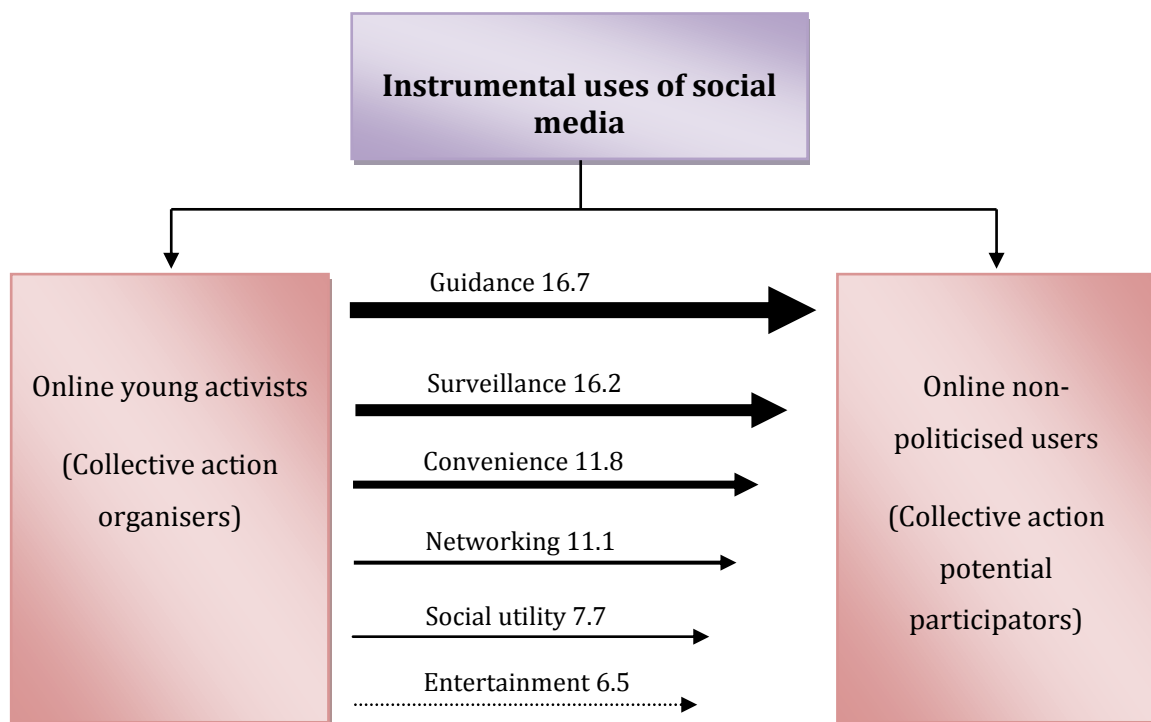 Instrumental uses of social
media
Online young activists
(Collective action
organisers)
Guidance 16.7
Surveillance 16.2
Convenience 11.8
Networking 11.1
Social utility 7.7
Entertainment 6.5
Online non-
politicised users
(Collective action
potential
participators)